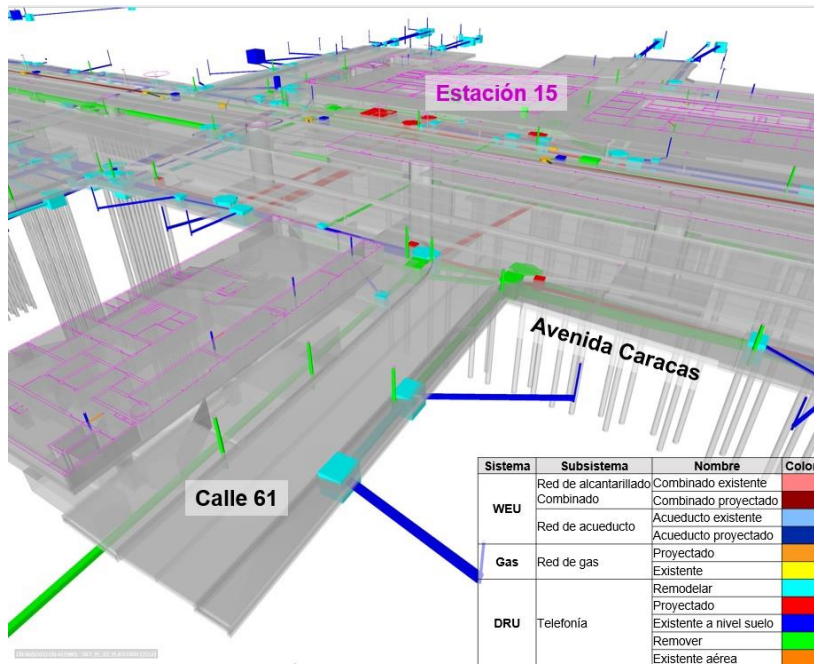 Estación 15
Avenida Caracas
Calle 61
Sistema Subsistema Nombre Color
WEU Red de alcantarillado Combinado Combinado existente
Combinado proyectado
Red de acueducto Acueducto existente
Acueducto proyectado
Gas Red de gas Proyectado
Existente
DRU Telefonía Remodelar
Proyectado
Existente a nivel suelo
Remover
Existente aérea